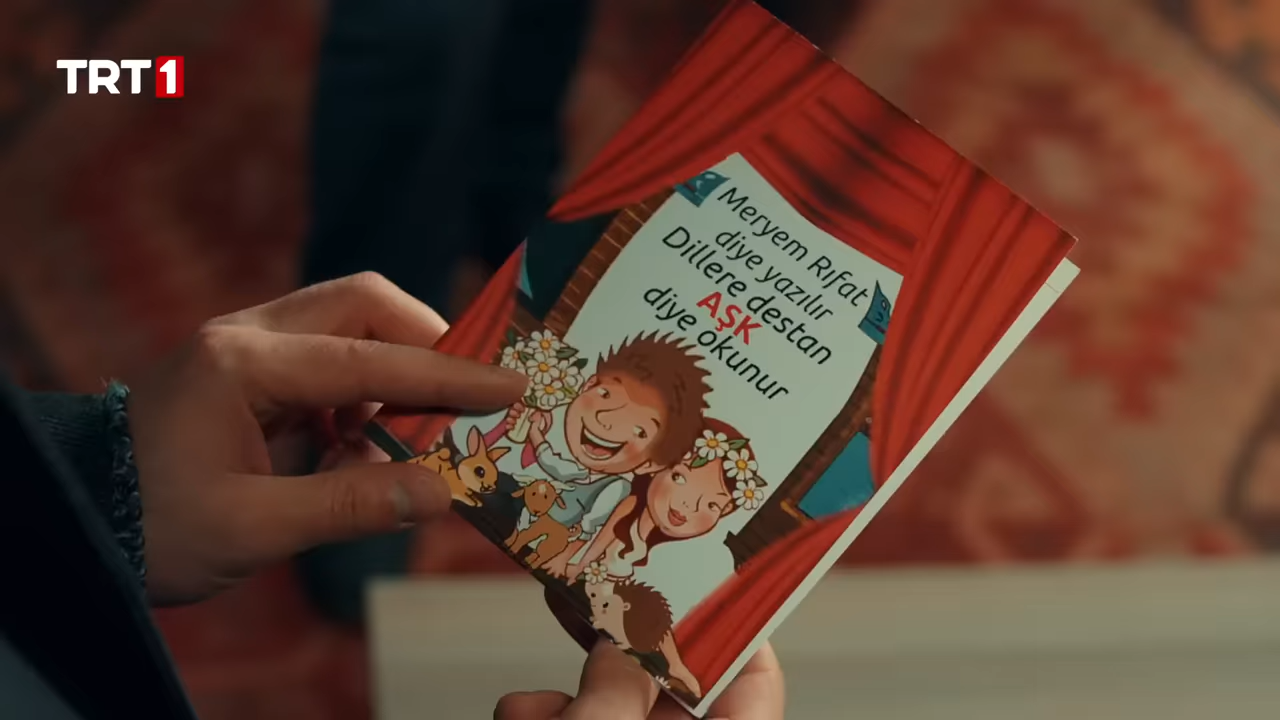 TRT1
Meryem Rıfat
diye yazılır
Dillere destan
AŞK
diye okunur